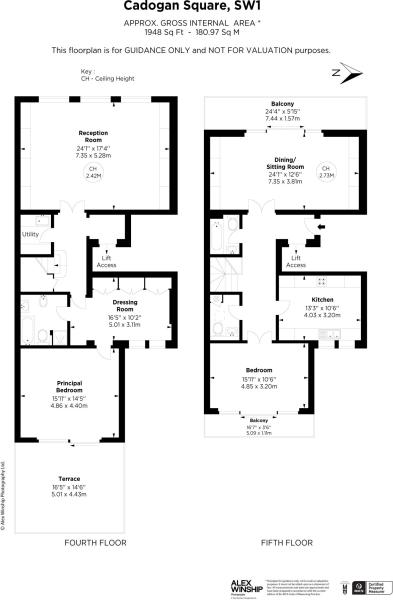 Cadogan Square, SW1
APPROX. GROSS INTERNAL AREA *
1948 Sq Ft - 180.97 Sq M
This floorplan is for GUIDANCE ONLY and NOT FOR VALUATION purposes.
Key :
CH - Ceiling Height
N
Reception
Room
24'1" x 17'4"
7.35 x 5.28m
CH
2.42M
Utility
Lift
Access
Dressing
Room
16'5" x 10'2"
5.01 x 3.11m
Principal
Bedroom
15'11" x 14'5"
4.86 x 4.40m
Terrace
16'5" x 14'6"
5.01 x 4.43m
FOURTH FLOOR
Balcony
24'4" x 5'15"
7.44 x 1.57m
Dining/
Sitting Room
24'1" x 12'6"
7.35 x 3.81m
CH
2.73M
Lift
Access
Kitchen
13'3" x 10'6"
4.03 x 3.20m
Bedroom
15'11" x 10'6"
4.85 x 3.20m
Balcony
16'7" x 3'6"
5.09 x 1.11m
FIFTH FLOOR
© Alex Winship Photography Ltd.
ALEX
WINSHIP
Certified
Property
Measurer